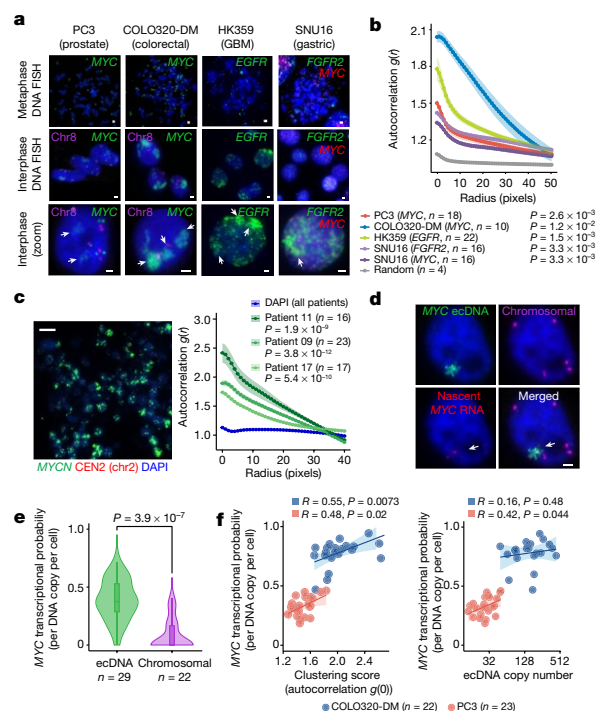 a
PC3
(prostate)
COLO320-DM
(colorectal)
HK359
(GBM)
SNU16
(gastric)
Metaphase
DNA FISH
MYC
MYC
EGFR
FGFR2
MYC
Interphase
DNA FISH
Chr8 MYC
Chr8 MYC
EGFR
FGFR2
MYC
Interphase
(zoom)
Chr8 MYC
Chr8 MYC
EGFR
FGFR2
MYC
b
Autocorrelation g(r)
2.1
1.8
1.5
1.2
0 10 20 30 40 50
Radius (pixels)
PC3 (MYC, n = 18) P = 2.6 × 10⁻³
COLO320-DM (MYC, n = 10) P = 1.2 × 10⁻²
HK359 (EGFR, n = 22) P = 1.5 × 10⁻³
SNU16 (FGFR2, n = 16) P = 3.3 × 10⁻³
SNU16 (MYC, n = 16) P = 3.3 × 10⁻³
Random (n = 4)
c
MYCN CEN2 (chr2) DAPI
Autocorrelation g(r)
3.0
2.5
2.0
1.5
1.0
0 10 20 30 40
Radius (pixels)
DAPI (all patients)
Patient 11 (n = 16)
P = 1.9 × 10⁻⁹
Patient 09 (n = 23)
P = 3.8 × 10⁻¹²
Patient 17 (n = 17)
P = 5.4 × 10⁻¹⁰
d
MYC ecDNA
Chromosomal
Nascent
MYC RNA
Merged
e
P = 3.9 × 10⁻⁷
MYC transcriptional probability
(per DNA copy per cell)
1.0
0.5
0
ecDNA Chromosomal
n = 29 n = 22
f
R = 0.55, P = 0.0073
R = 0.48, P = 0.02
MYC transcriptional probability
(per DNA copy per cell)
1.0
0.5
0
1.2 1.6 2.0 2.4
Clustering score
(autocorrelation g(0))
R = 0.16, P = 0.48
R = 0.42, P = 0.044
MYC transcriptional probability
(per DNA copy per cell)
1.0
0.5
0
32 128 512
ecDNA copy number
COLO320-DM (n = 22) PC3 (n = 23)